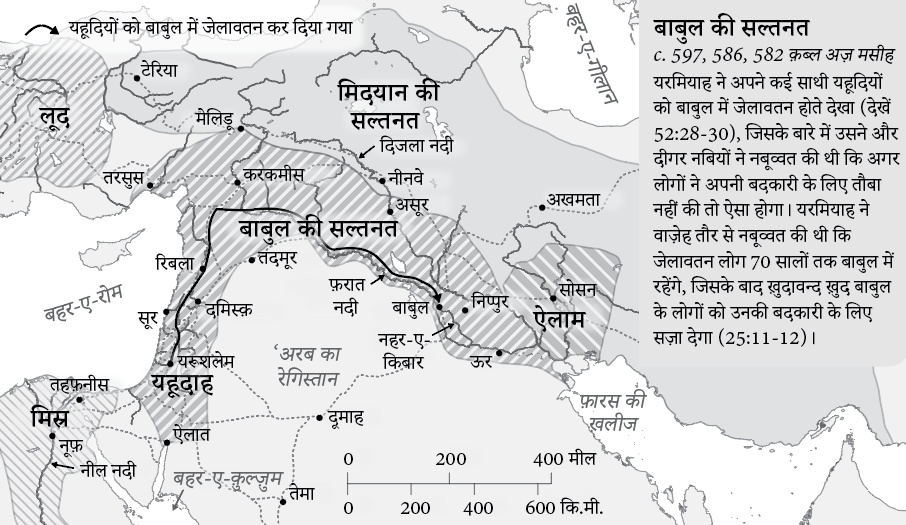 यहूदियों को बाबुल में जेलावतन कर दिया गया
बाबुल की सल्तनत
c. 597, 586, 582 क़ब्ल अज़ मसीह
यरमियाह ने अपने कई साथी यहूदियों
को बाबुल में जेलावतन होते देखा (देखें
52:28-30), जिसके बारे में उसने और
दीगर नबियों ने नबूव्वत की थी कि अगर
लोगों ने अपनी बदकारी के लिए तौबा
नहीं की तो ऐसा होगा। यरमियाह ने
वाज़ेह तौर से नबूव्वत की थी कि
जेलावतन लोग 70 सालों तक बाबुल में
रहेंगे, जिसके बाद ख़ुदावन्द ख़ुद बाबुल
के लोगों को उनकी बदकारी के लिए
सज़ा देगा (25:11-12)।
बहर-ए-गीलान
टेरिया
मिदयान की
सल्तनत
लूद
मेलिडू
दिजला नदी
तरसुस
करकमीस
नीनवे
असूर
अखमता
बाबुल की सल्तनत
रिबला
तदमूर
फ़रात
नदी
बाबुल
निप्पुर
सोसन
ऐलाम
बहर-ए-रोम
सूर
दमिस्क़
नहर-ए-
किबार
ऊर
यरूशलेम
यहूदाह
‘अरब का
रेगिस्तान
तहफ़नीस
मिस्र
नूफ़
नील नदी
ऐलात
दूमाह
फ़ारस की
ख़लीज
बहर-ए-क़ुल्ज़ुम
तेमा
0 200 400 मील
0 200 400 600 कि.मी.